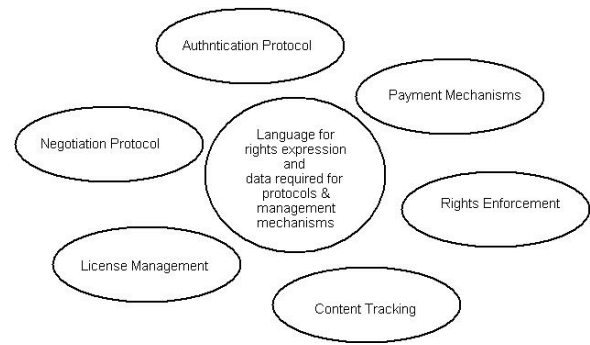 Authntication Protocol
Payment Mechanisms
Negotiation Protocol
Language for
rights expression
and
data required for
protocols &
management
mechanisms
Rights Enforcement
License Management
Content Tracking